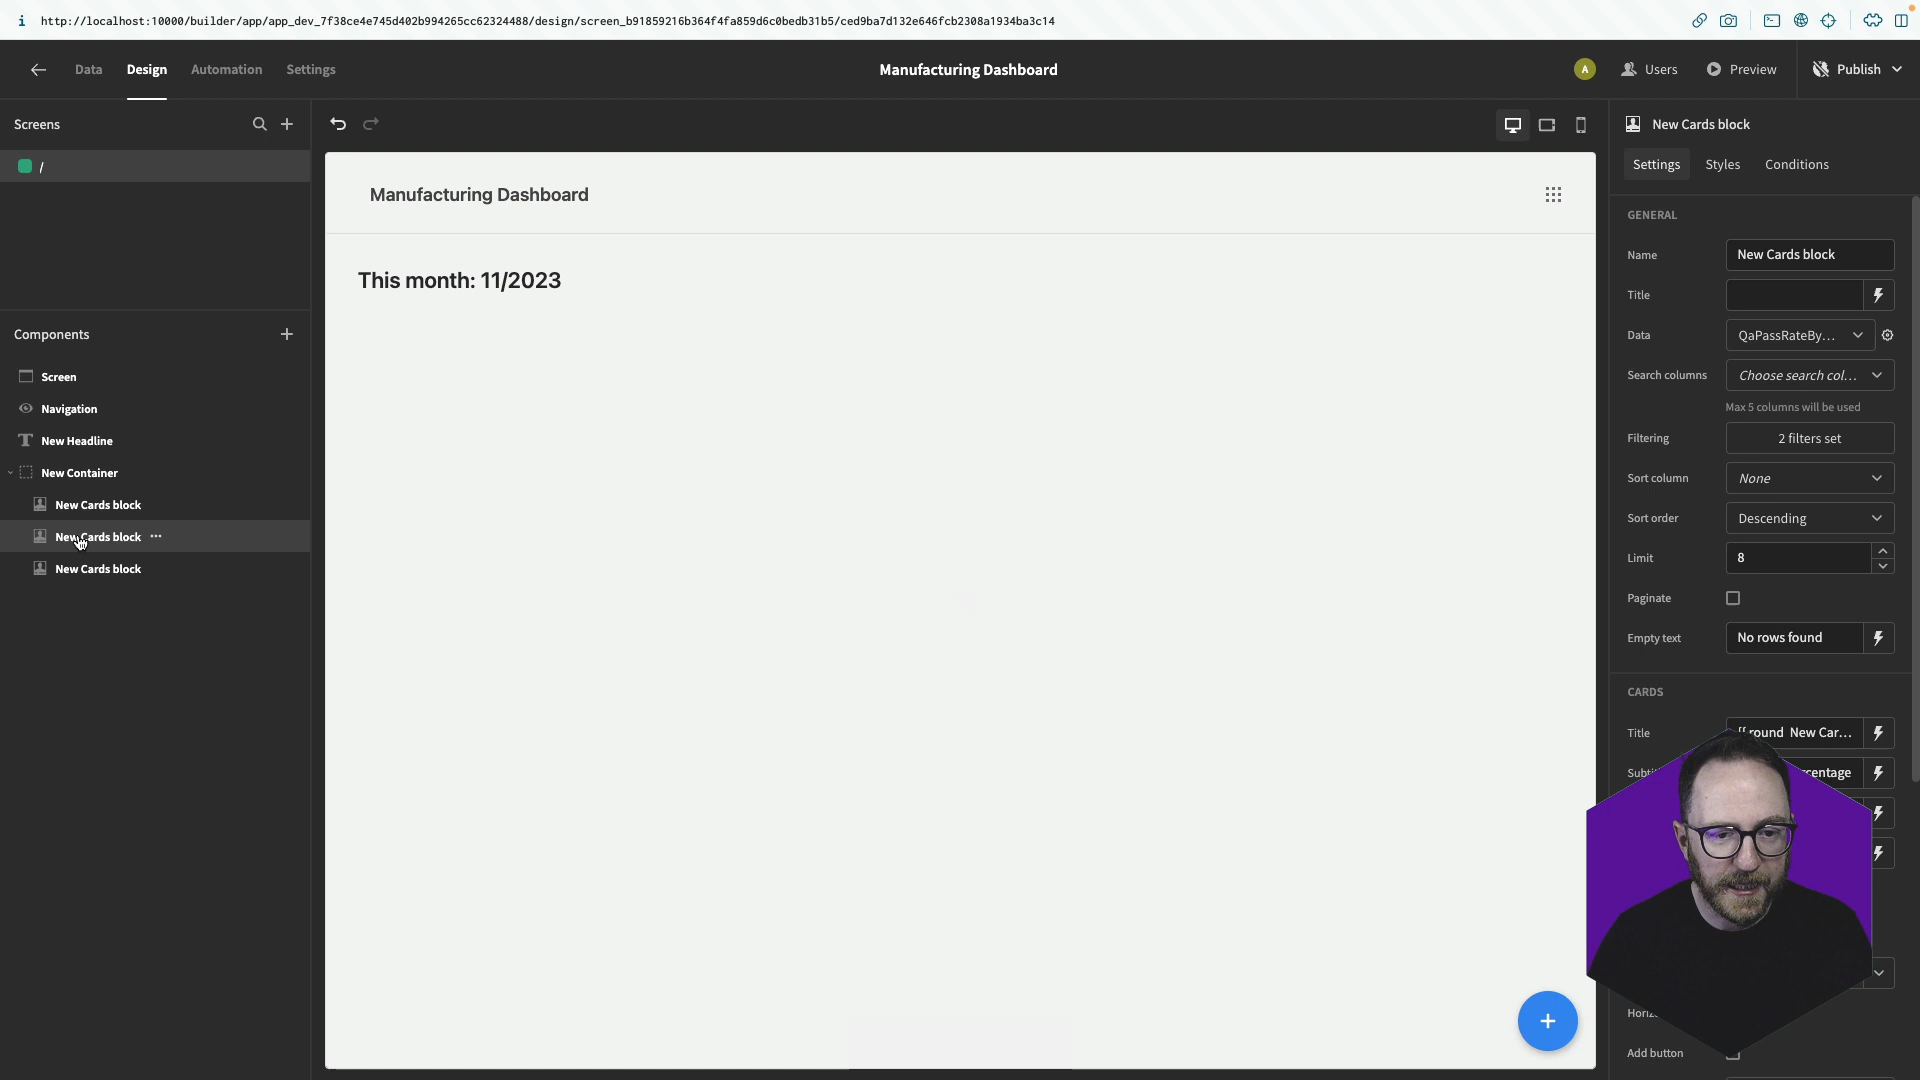 http://localhost:10000/builder/app/app_dev_7f38ce4e745d402b994265cc62324488/design/screen_b91859216b364f4fa859d6c0bedb31b5/ced9ba7d132e646fcb2308a1934ba3c14
Data
Design
Automation
Settings
Manufacturing Dashboard
A
Users
Preview
Publish
Screens
/
Components
Screen
Navigation
New Headline
New Container
New Cards block
New Cards block
New Cards block
Manufacturing Dashboard
This month: 11/2023
New Cards block
Settings
Styles
Conditions
GENERAL
Name
New Cards block
Title
Data
QaPassRateBy...
Search columns
Choose search col...
Max 5 columns will be used
Filtering
2 filters set
Sort column
None
Sort order
Descending
Limit
8
Paginate
Empty text
No rows found
CARDS
Title
round New Car...
Add button